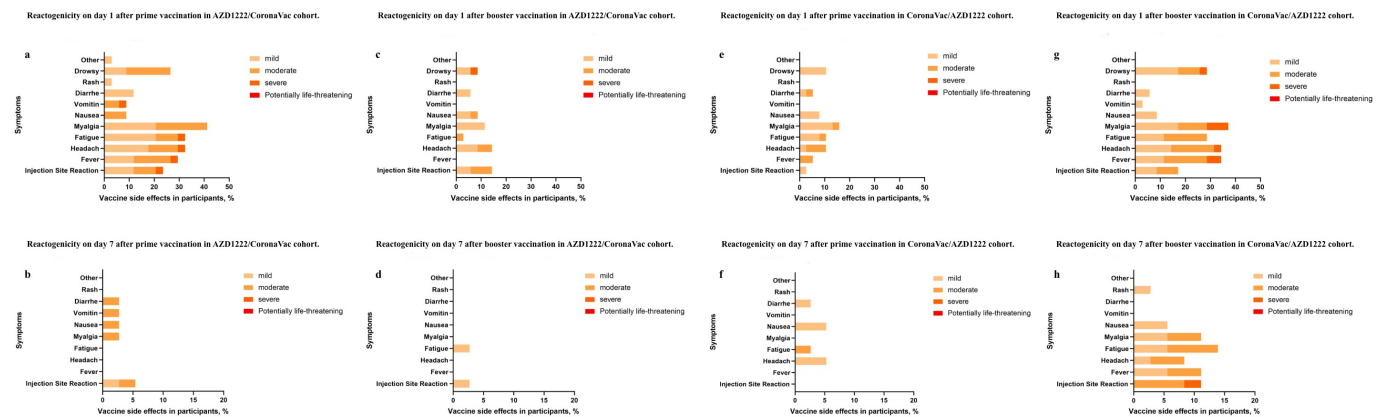 Reactogenicity on day 1 after prime vaccination in AZD1222/CoronaVac cohort.
a
Symptoms
Other
Drowsy
Rash
Diarrhe
Vomitin
Nausea
Myalgia
Fatigue
Headach
Fever
Injection Site Reaction
0 10 20 30 40 50
Vaccine side effects in participants, %
mild
moderate
severe
Potentially life-threatening
Reactogenicity on day 1 after booster vaccination in AZD1222/CoronaVac cohort.
c
Symptoms
Other
Drowsy
Rash
Diarrhe
Vomitin
Nausea
Myalgia
Fatigue
Headach
Fever
Injection Site Reaction
0 10 20 30 40 50
Vaccine side effects in participants, %
mild
moderate
severe
Potentially life-threatening
Reactogenicity on day 1 after prime vaccination in CoronaVac/AZD1222 cohort.
e
Symptoms
Other
Drowsy
Rash
Diarrhe
Vomitin
Nausea
Myalgia
Fatigue
Headach
Fever
Injection Site Reaction
0 10 20 30 40 50
Vaccine side effects in participants, %
mild
moderate
severe
Potentially life-threatening
Reactogenicity on day 1 after booster vaccination in CoronaVac/AZD1222 cohort.
g
Symptoms
Other
Drowsy
Rash
Diarrhe
Vomitin
Nausea
Myalgia
Fatigue
Headach
Fever
Injection Site Reaction
0 10 20 30 40 50
Vaccine side effects in participants, %
mild
moderate
severe
Potentially life-threatening
Reactogenicity on day 7 after prime vaccination in AZD1222/CoronaVac cohort.
b
Symptoms
Other
Rash
Diarrhe
Vomitin
Nausea
Myalgia
Fatigue
Headach
Fever
Injection Site Reaction
0 5 10 15 20
Vaccine side effects in participants, %
mild
moderate
severe
Potentially life-threatening
Reactogenicity on day 7 after booster vaccination in AZD1222/CoronaVac cohort.
d
Symptoms
Other
Rash
Diarrhe
Vomitin
Nausea
Myalgia
Fatigue
Headach
Fever
Injection Site Reaction
0 5 10 15 20
Vaccine side effects in participants, %
mild
moderate
severe
Potentially life-threatening
Reactogenicity on day 7 after prime vaccination in CoronaVac/AZD1222 cohort.
f
Symptoms
Other
Rash
Diarrhe
Vomitin
Nausea
Myalgia
Fatigue
Headach
Fever
Injection Site Reaction
0 5 10 15 20
Vaccine side effects in participants, %
mild
moderate
severe
Potentially life-threatening
Reactogenicity on day 7 after booster vaccination in CoronaVac/AZD1222 cohort.
h
Symptoms
Other
Rash
Diarrhe
Vomitin
Nausea
Myalgia
Fatigue
Headach
Fever
Injection Site Reaction
0 5 10 15 20
Vaccine side effects in participants, %
mild
moderate
severe
Potentially life-threatening